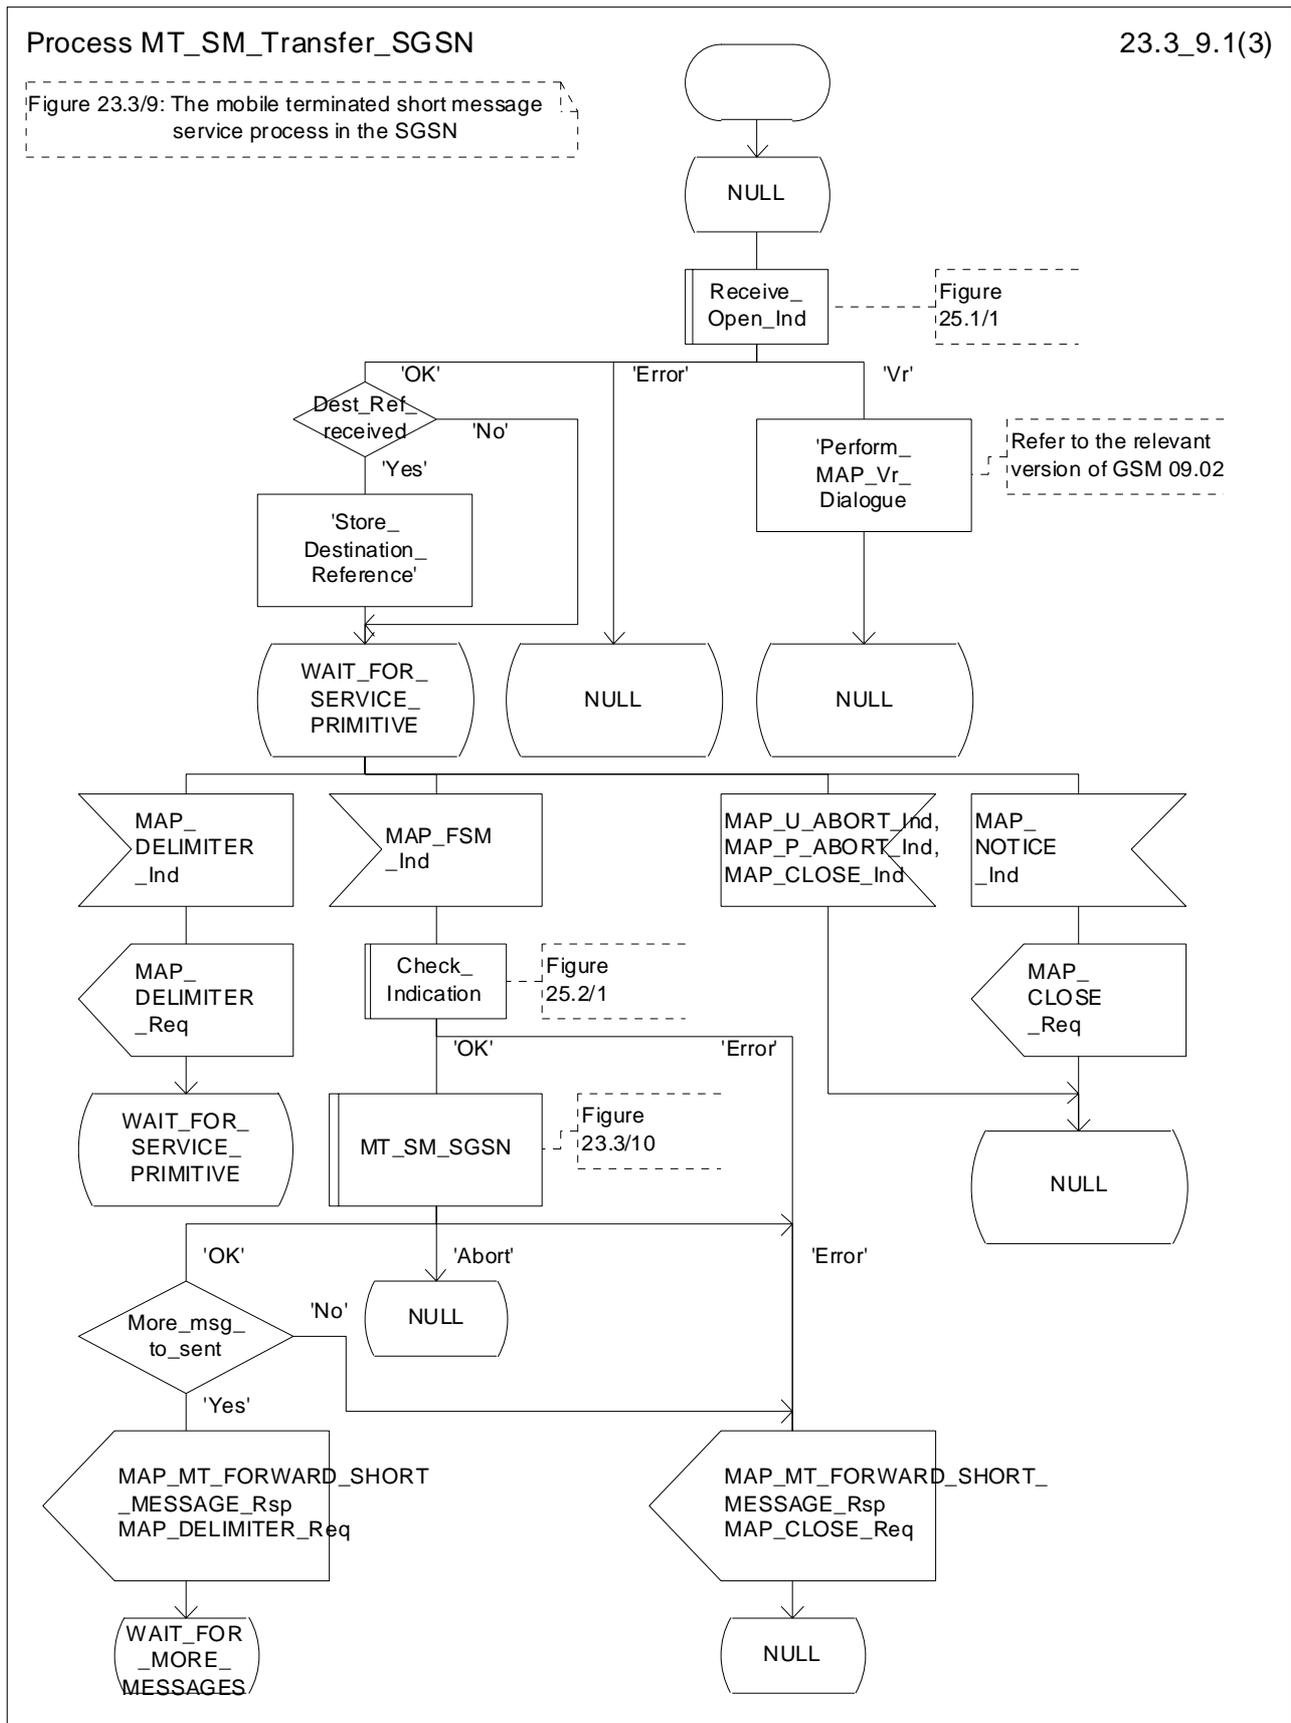 Process MT_SM_Transfer_SGSN
23.3_9.1(3)
Figure 23.3/9: The mobile terminated short message
service process in the SGSN
NULL
Receive_
Open_Ind
Figure
25.1/1
'OK'
'Error'
'Vr'
Dest_Ref_
received
'No'
'Yes'
'Perform_
MAP_Vr_
Dialogue
Refer to the relevant
version of GSM 09.02
'Store_
Destination_
Reference'
WAIT_FOR_
SERVICE_
PRIMITIVE
NULL
NULL
MAP_
DELIMITER
_Ind
MAP_FSM
_Ind
MAP_U_ABORT_Ind,
MAP_P_ABORT_Ind,
MAP_CLOSE_Ind
MAP_
NOTICE
_Ind
MAP_
DELIMITER
_Req
Check_
Indication
Figure
25.2/1
MAP_
CLOSE
_Req
'OK'
'Error'
WAIT_FOR_
SERVICE_
PRIMITIVE
MT_SM_SGSN
Figure
23.3/10
NULL
'OK'
'Abort'
'Error'
More_msg_
to_sent
'No'
NULL
'Yes'
MAP_MT_FORWARD_SHORT
_MESSAGE_Rsp
MAP_DELIMITER_Req
MAP_MT_FORWARD_SHORT_
MESSAGE_Rsp
MAP_CLOSE_Req
WAIT_FOR
_MORE_
MESSAGES
NULL